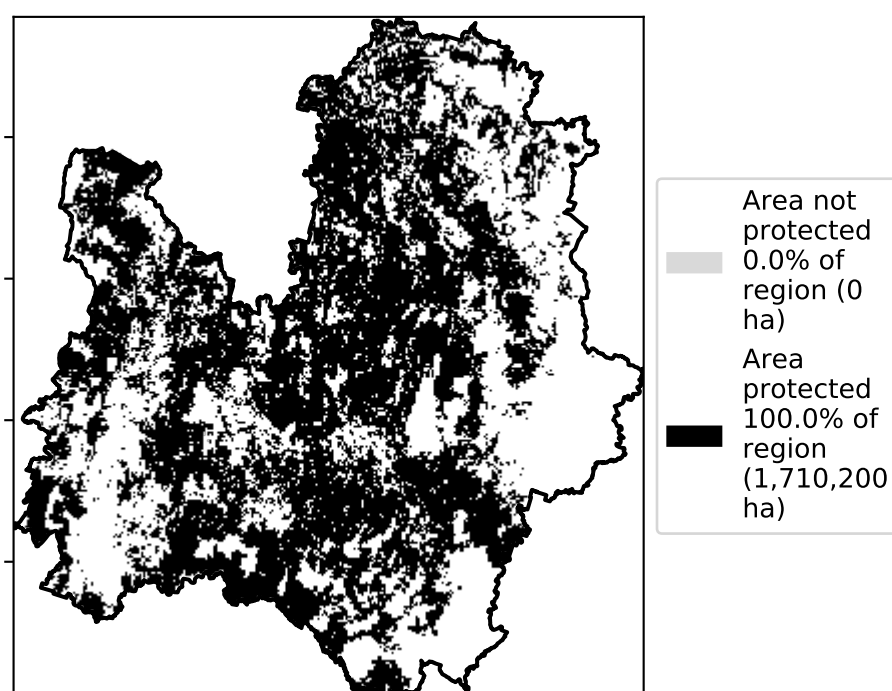 Area not
protected
0.0% of
region (0
ha)
Area
protected
100.0% of
region
(1,710,200
ha)